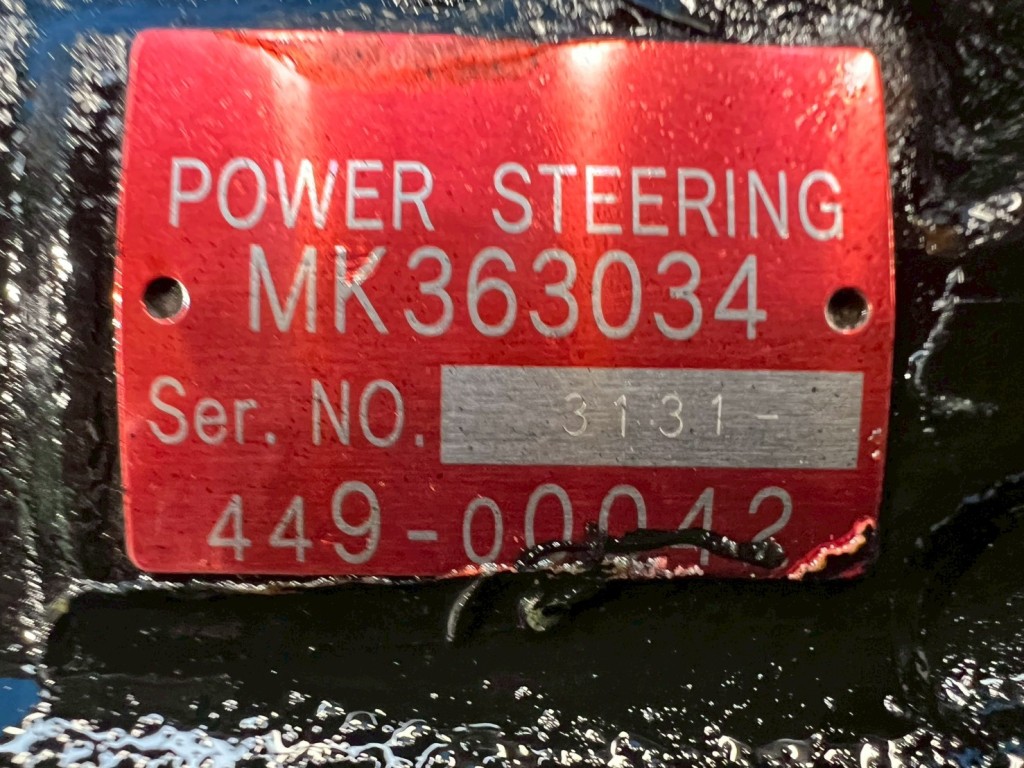 POWER STEERING
MK363034
Ser. NO. 3131-
449-00042